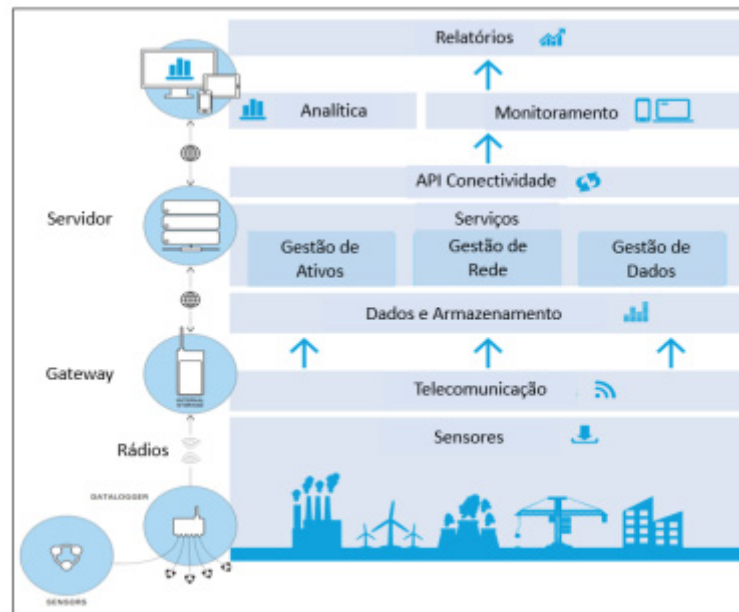 Relatórios
Analítica
Monitoramento
API Conectividade
Servidor
Serviços
Gestão de
Ativos
Gestão de
Rede
Gestão de
Dados
Dados e Armazenamento
Gateway
Telecomunicação
Sensores
Rádios
DATALOGGER
SENSORS